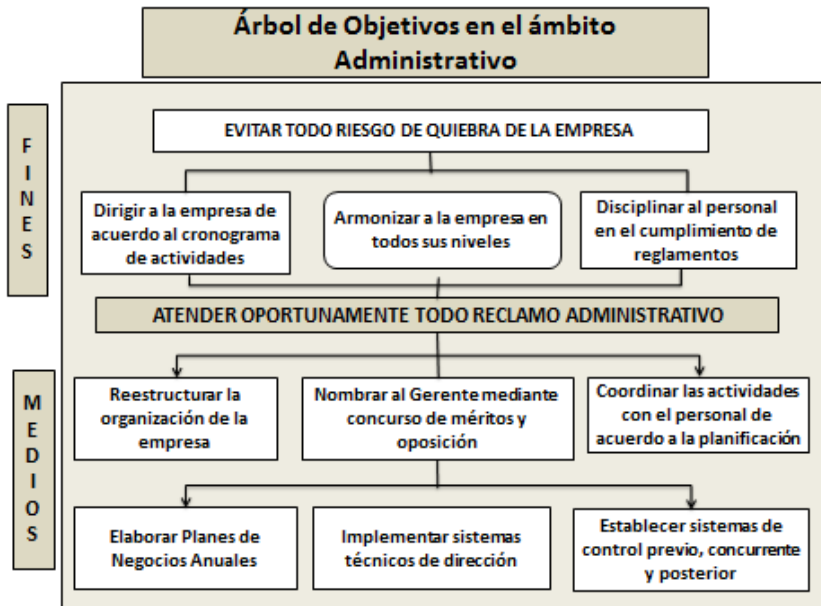 Árbol de Objetivos en el ámbito
Administrativo
FINES
EVITAR TODO RIESGO DE QUIEBRA DE LA EMPRESA
Dirigir a la empresa de
acuerdo al cronograma
de actividades
Armonizar a la empresa en
todos sus niveles
Disciplinar al personal
en el cumplimiento de
reglamentos
ATENDER OPORTUNAMENTE TODO RECLAMO ADMINISTRATIVO
MEDIOS
Reestructurar la
organización de la
empresa
Nombrar al Gerente mediante
concurso de méritos y
oposición
Coordinar las actividades
con el personal de
acuerdo a la planificación
Elaborar Planes de
Negocios Anuales
Implementar sistemas
técnicos de dirección
Establecer sistemas de
control previo, concurrente
y posterior